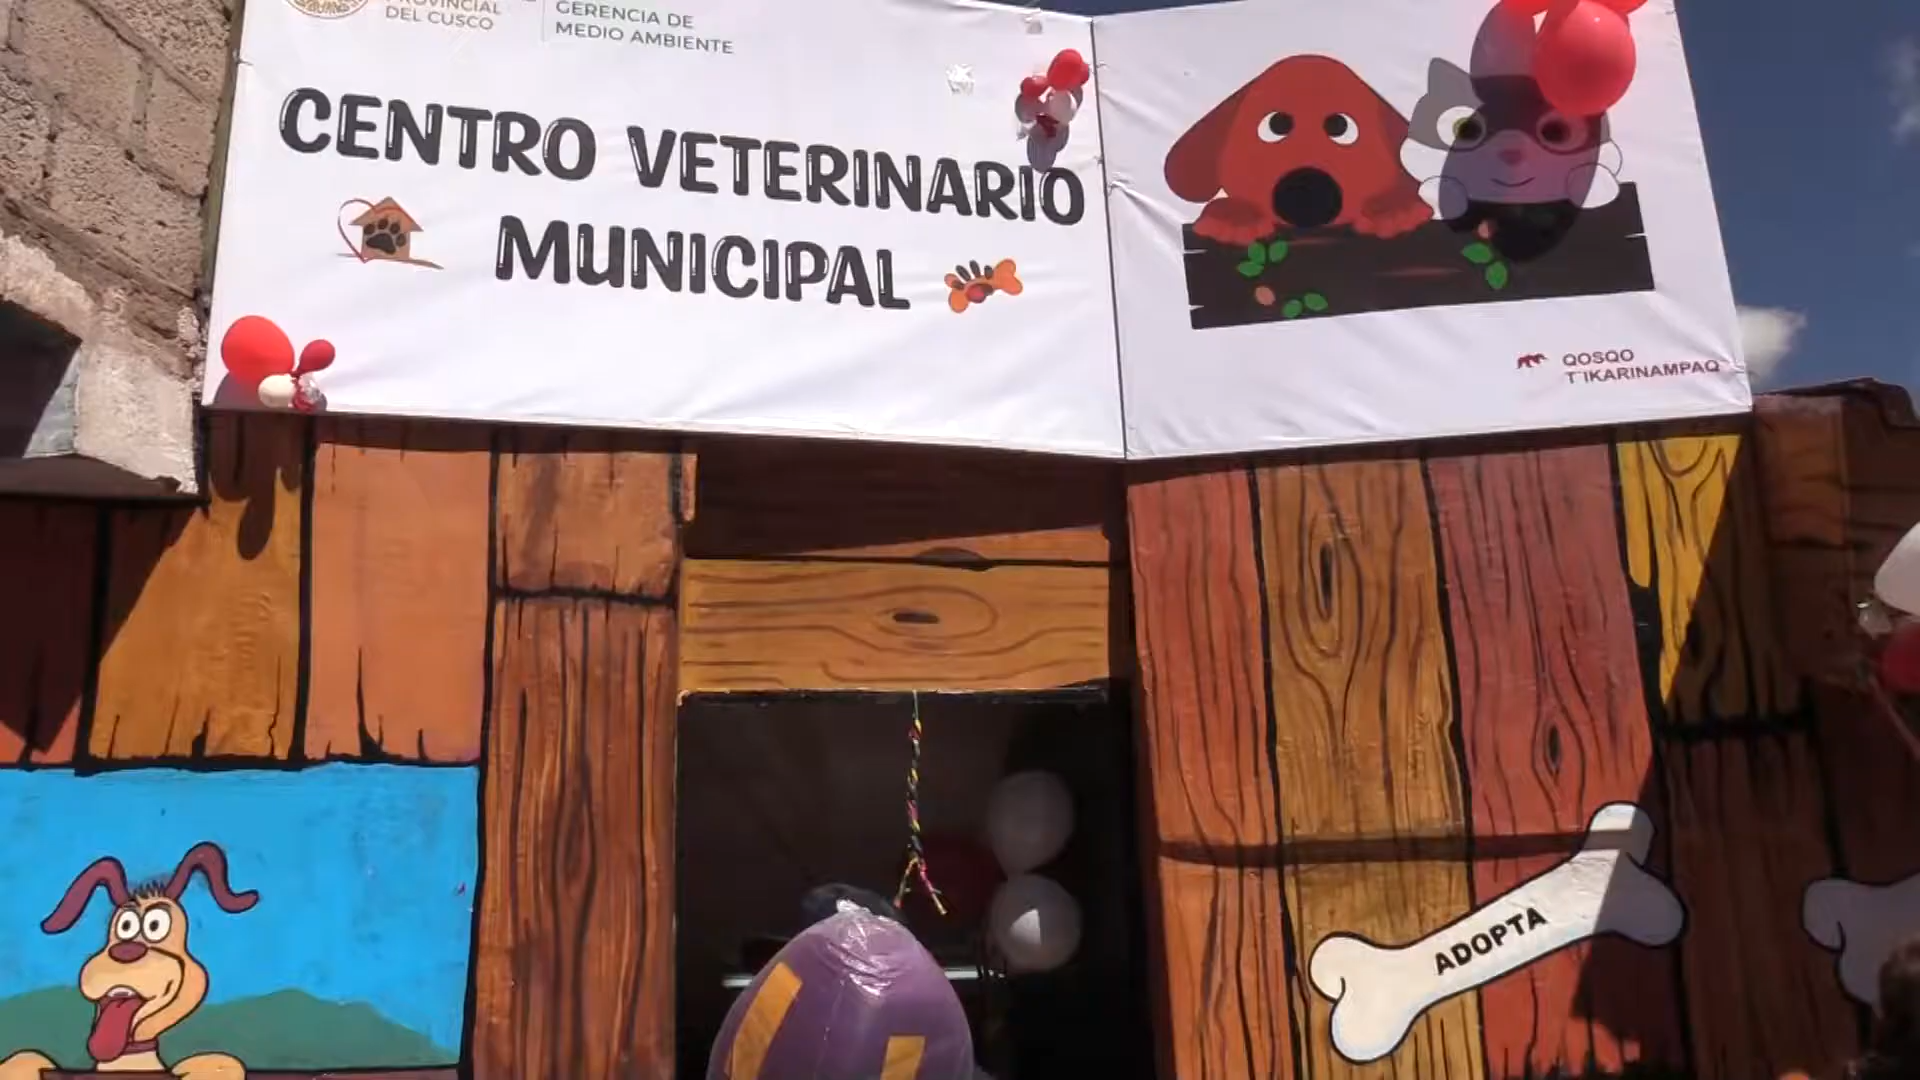 PROVINCIAL
DEL CUSCO
GERENCIA DE
MEDIO AMBIENTE
CENTRO VETERINARIO
MUNICIPAL
QOSQO
T'IKARINAMPAQ
ADOPTA